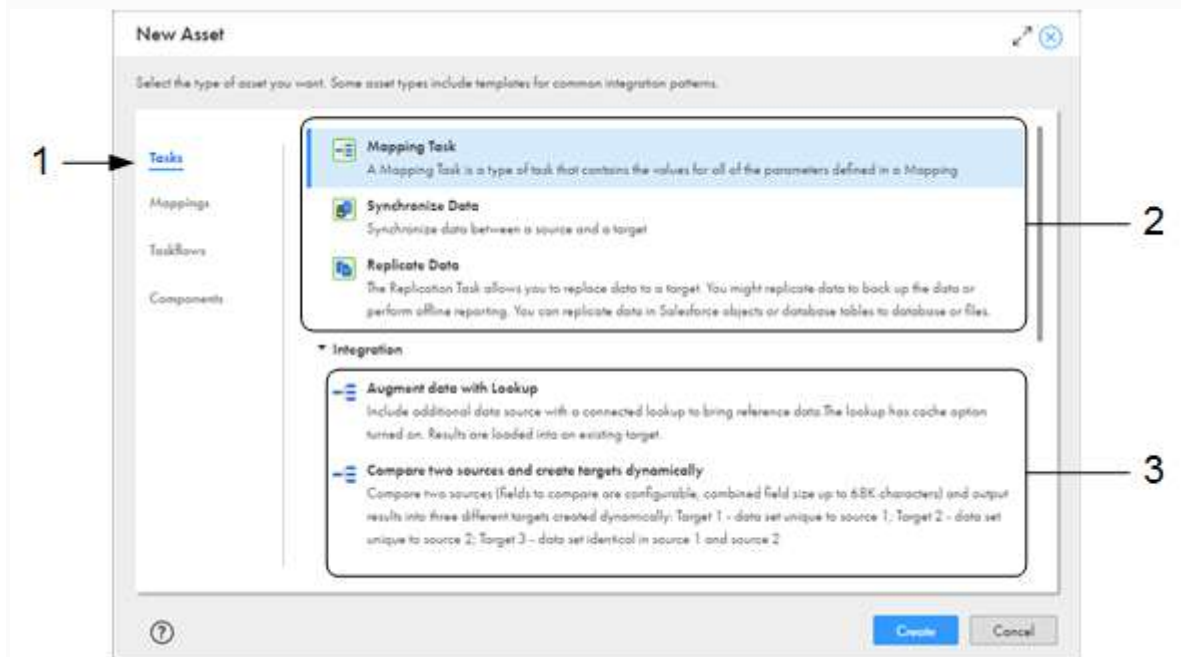 New Asset
Select the type of asset you want. Some asset types include templates for common integration patterns.
1
Tasks
Mappings
Taskflows
Components
Mapping Task
A Mapping Task is a type of task that contains the values for all of the parameters defined in a Mapping
Synchronize Data
Synchronize data between a source and a target
Replicate Data
The Replication Task allows you to replace data to a target. You might replicate data to back up the data or
perform offline reporting. You can replicate data in Salesforce objects or database tables to database or files.
2
Integration
Augment data with Lookup
Include additional data source with a connected lookup to bring reference data.The lookup has cache option
turned on. Results are loaded into an existing target.
Compare two sources and create targets dynamically
Compare two sources (fields to compare are configurable, combined field size up to 68K characters) and output
results into three different targets created dynamically: Target 1 - data set unique to source 1; Target 2 - data set
unique to source 2; Target 3 - data set identical in source 1 and source 2
3
?
Create
Cancel